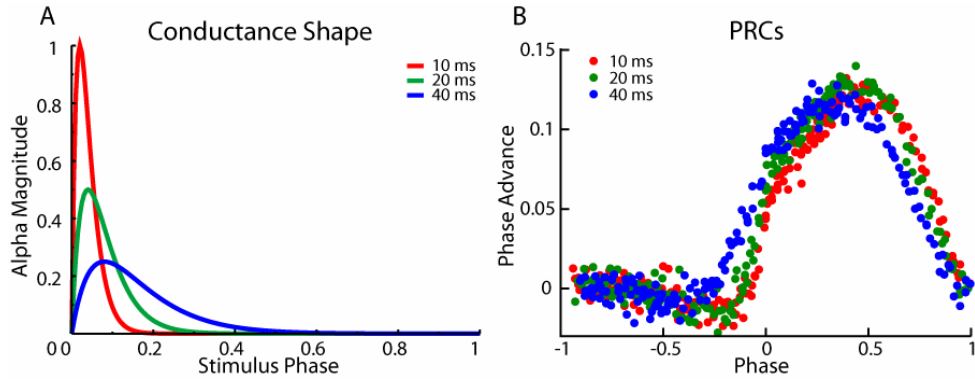 A
Conductance Shape
Alpha Magnitude
1
0.8
0.6
0.4
0.2
0
0 0.2 0.4 0.6 0.8 1
Stimulus Phase
10 ms
20 ms
40 ms
B
PRCs
Phase Advance
0.15
0.10
0.05
0
-1 -0.5 0 0.5 1
Phase
10 ms
20 ms
40 ms